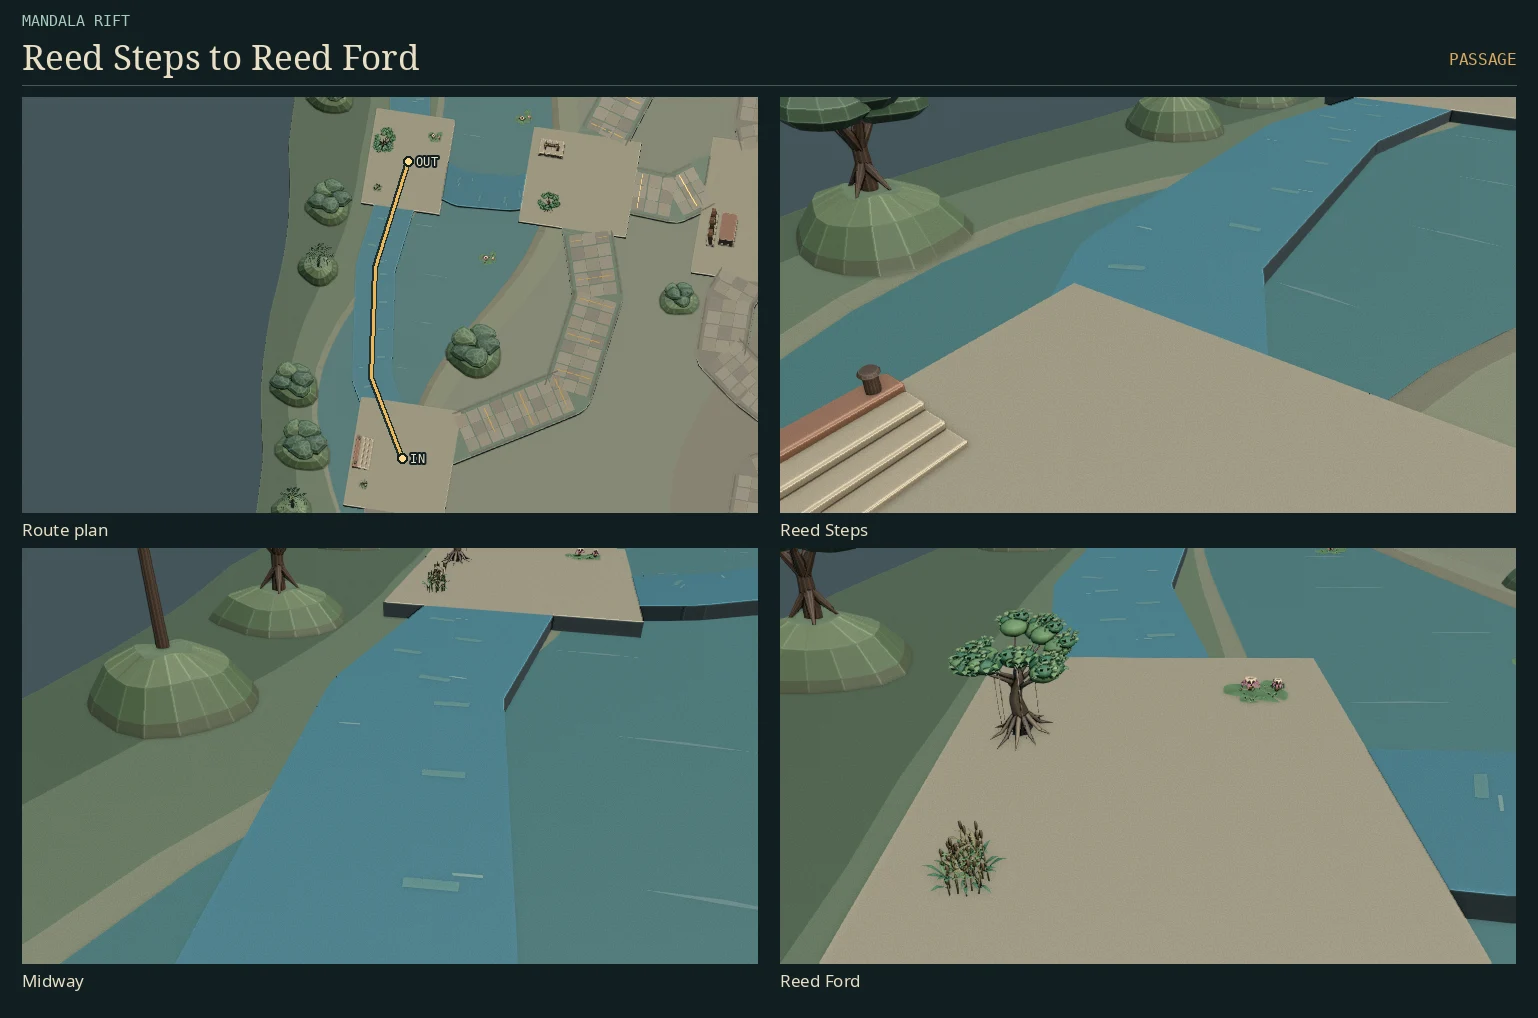 MANDALA RIFT
Reed Steps to Reed Ford
PASSAGE
OUT
IN
Route plan
Reed Steps
Midway
Reed Ford